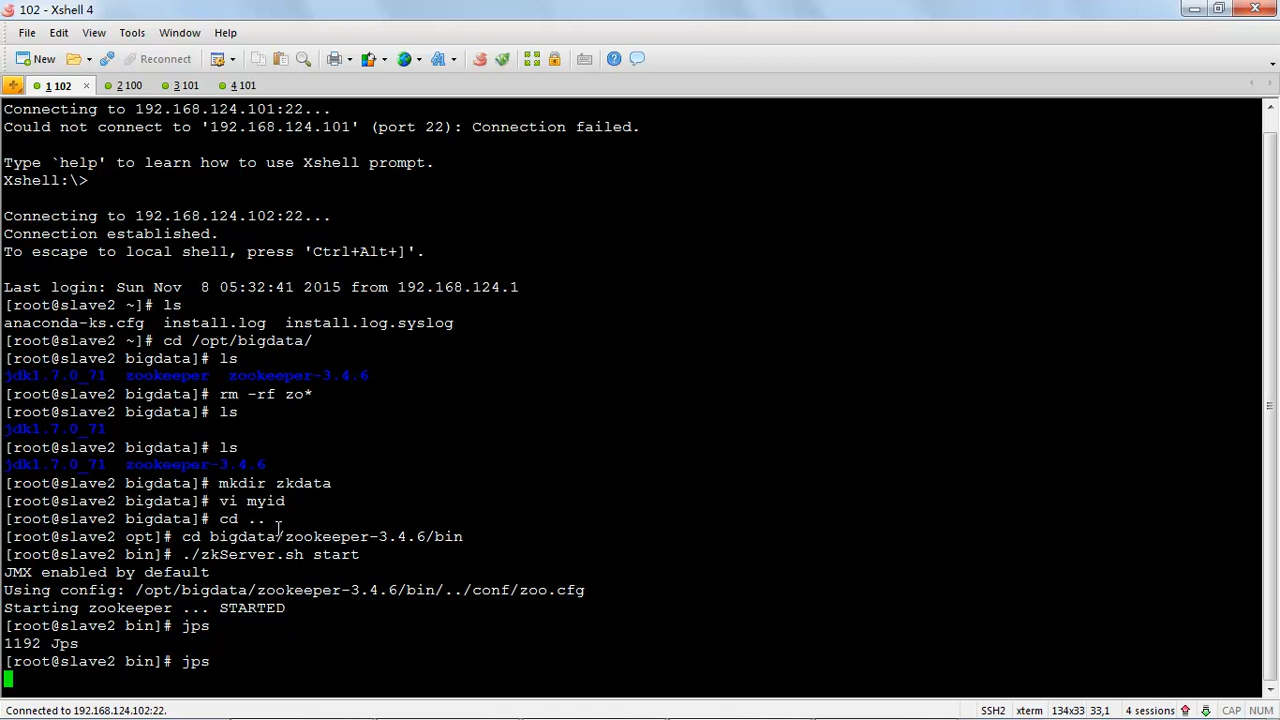 102 - Xshell 4
File Edit View Tools Window Help
New Reconnect
1 102 2 100 3 101 4 101
Connecting to 192.168.124.101:22...
Could not connect to '192.168.124.101' (port 22): Connection failed.
Type `help' to learn how to use Xshell prompt.
Xshell:\>
Connecting to 192.168.124.102:22...
Connection established.
To escape to local shell, press 'Ctrl+Alt+]'.
Last login: Sun Nov  8 05:32:41 2015 from 192.168.124.1
[root@slave2 ~]# ls
anaconda-ks.cfg  install.log  install.log.syslog
[root@slave2 ~]# cd /opt/bigdata/
[root@slave2 bigdata]# ls
jdk1.7.0_71  zookeeper  zookeeper-3.4.6
[root@slave2 bigdata]# rm -rf zo*
[root@slave2 bigdata]# ls
jdk1.7.0_71
[root@slave2 bigdata]# ls
jdk1.7.0_71  zookeeper-3.4.6
[root@slave2 bigdata]# mkdir zkdata
[root@slave2 bigdata]# vi myid
[root@slave2 bigdata]# cd ..
[root@slave2 opt]# cd bigdata/zookeeper-3.4.6/bin
[root@slave2 bin]# ./zkServer.sh start
JMX enabled by default
Using config: /opt/bigdata/zookeeper-3.4.6/bin/../conf/zoo.cfg
Starting zookeeper ... STARTED
[root@slave2 bin]# jps
1192 Jps
[root@slave2 bin]# jps
Connected to 192.168.124.102:22. SSH2 xterm 134x33 33,1 4 sessions CAP NUM